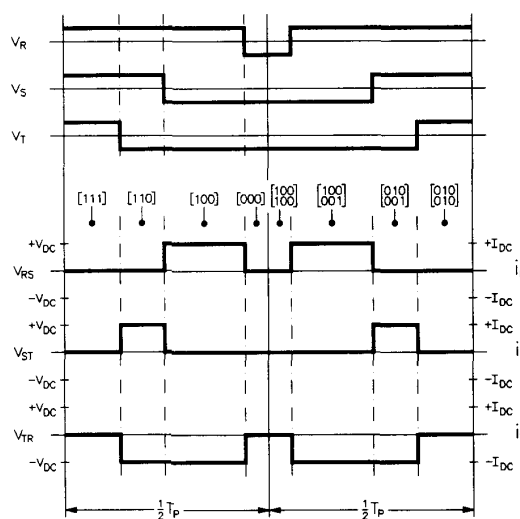 V_R
V_S
V_T
[111] [110] [100] [000] [100 100] [100 001] [010 001] [010 010]
+V_DC +I_DC
V_RS i
-V_DC -I_DC
+V_DC +I_DC
V_ST i
-V_DC -I_DC
+V_DC +I_DC
V_TR i
-V_DC -I_DC
½T_P ½T_P